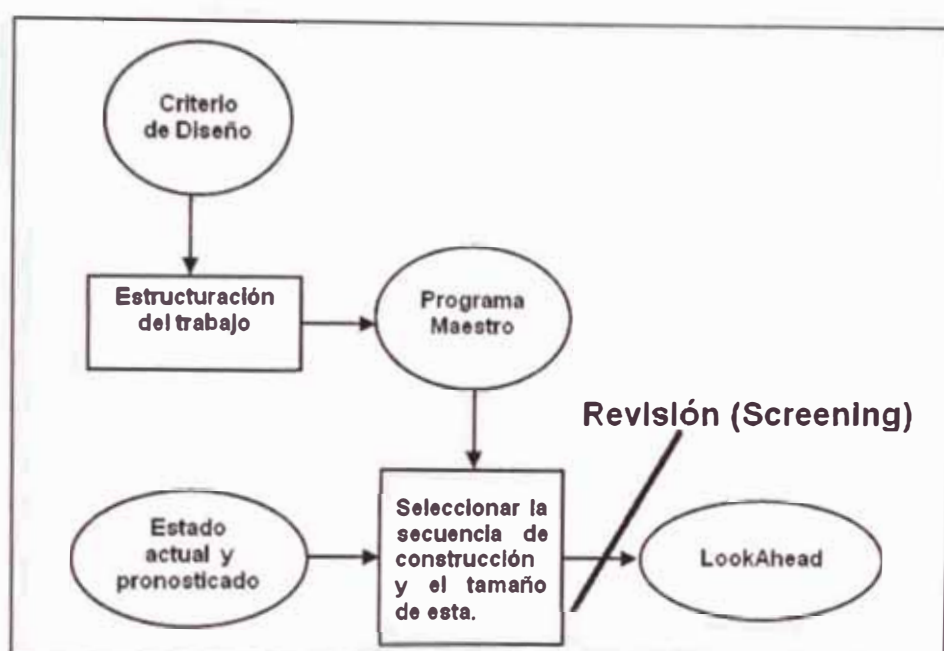 Criterio
de Diseño
Estructuración
del trabajo
Programa
Maestro
Revisión (Screening)
Estado
actual y
pronosticado
Seleccionar la
secuencia de
construcción
y el tamaño
de esta.
LookAhead